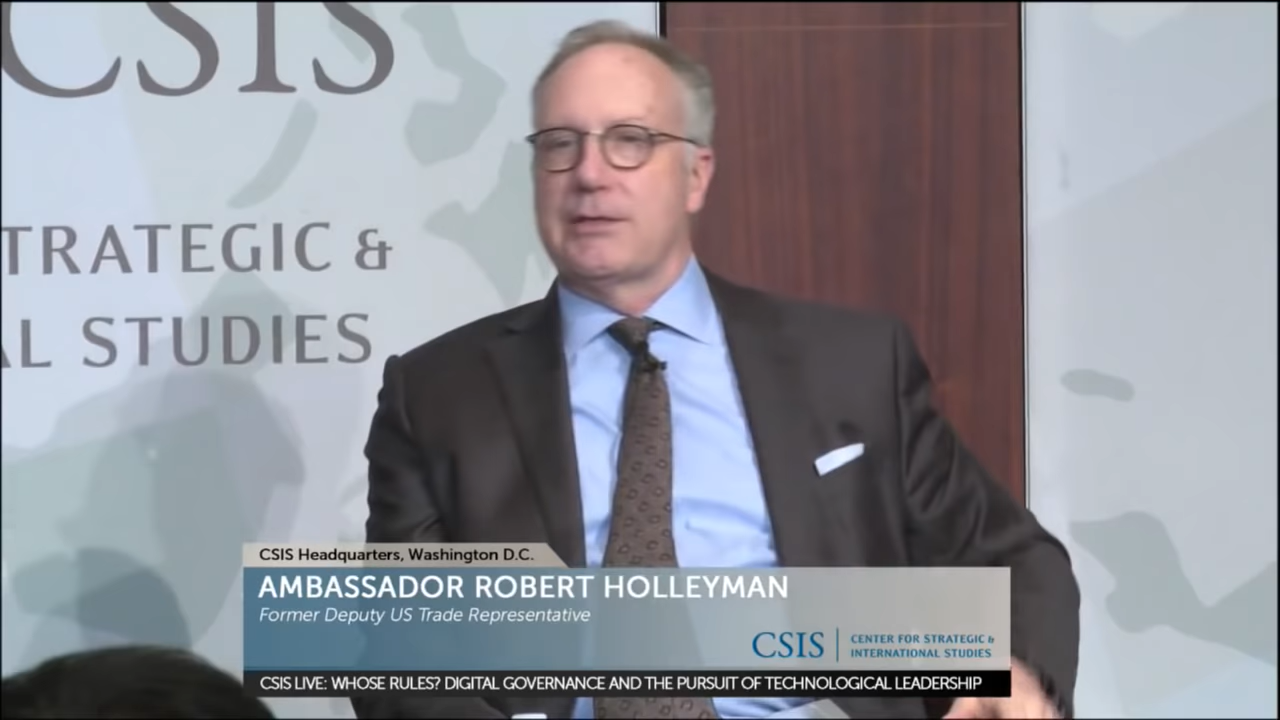 CSIS
TRATEGIC &
AL STUDIES
CSIS Headquarters, Washington D.C.
AMBASSADOR ROBERT HOLLEYMAN
Former Deputy US Trade Representative
CSIS
CENTER FOR STRATEGIC &
INTERNATIONAL STUDIES
CSIS LIVE: WHOSE RULES? DIGITAL GOVERNANCE AND THE PURSUIT OF TECHNOLOGICAL LEADERSHIP